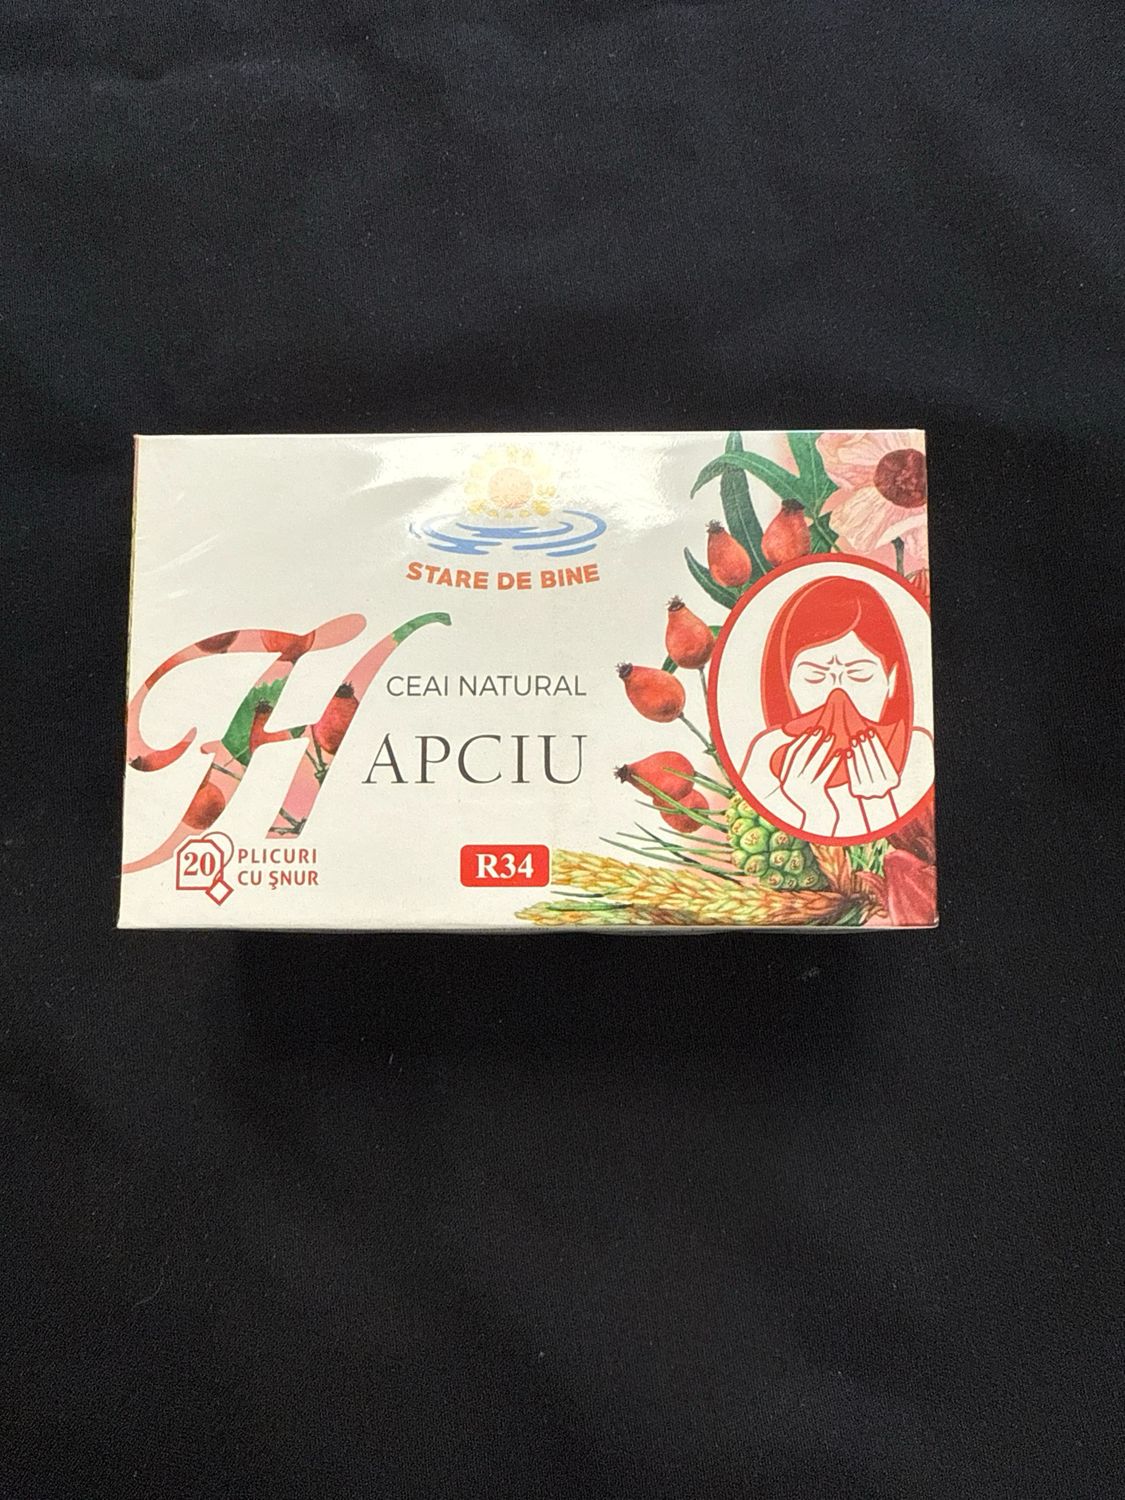 STARE DE BINE
CEAI NATURAL
HAPCIU
20 PLICURI
CU ŞNUR
R34